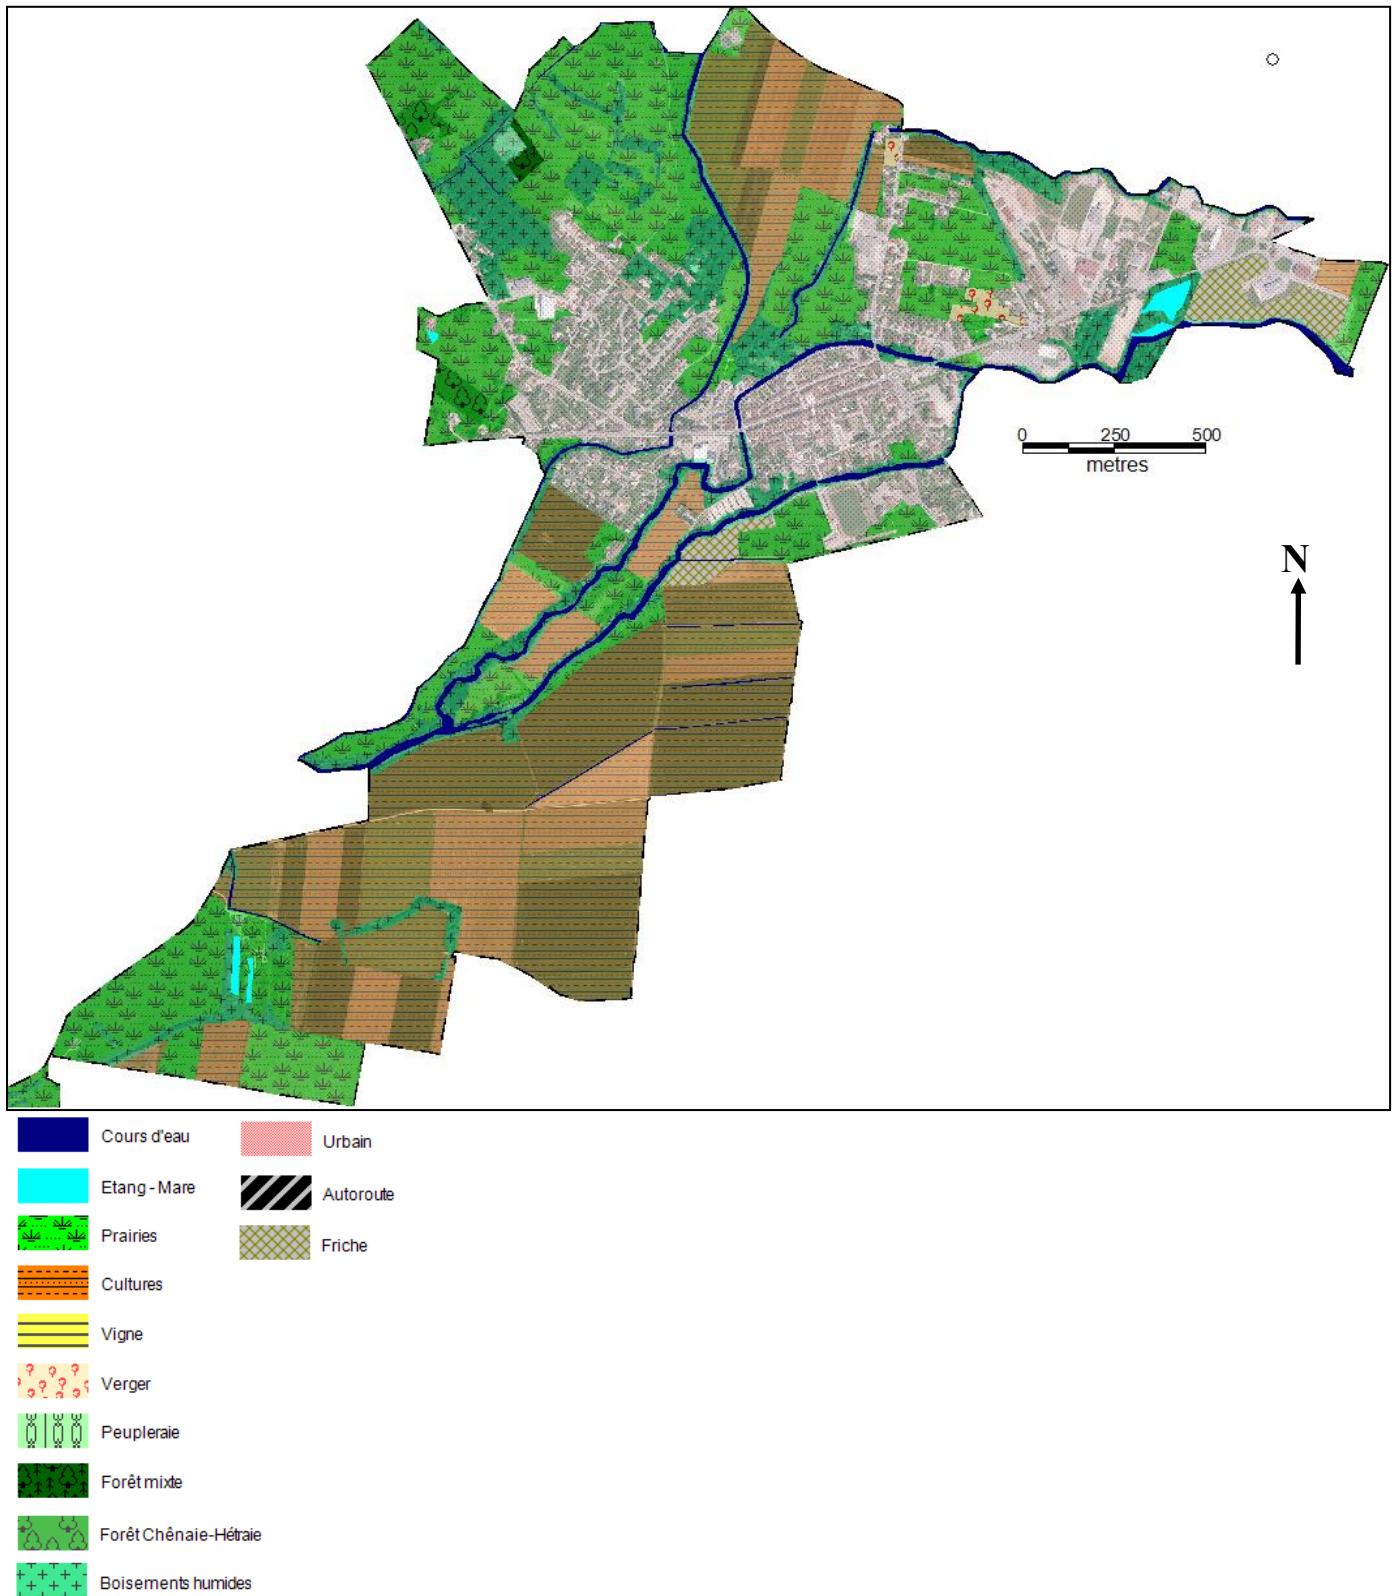 0 250 500
metres
N
Cours d'eau
Urbain
Etang - Mare
Autoroute
Prairies
Friche
Cultures
Vigne
Verger
Peupleraie
Forêt mixte
Forêt Chênaie-Hétraie
Boisements humides